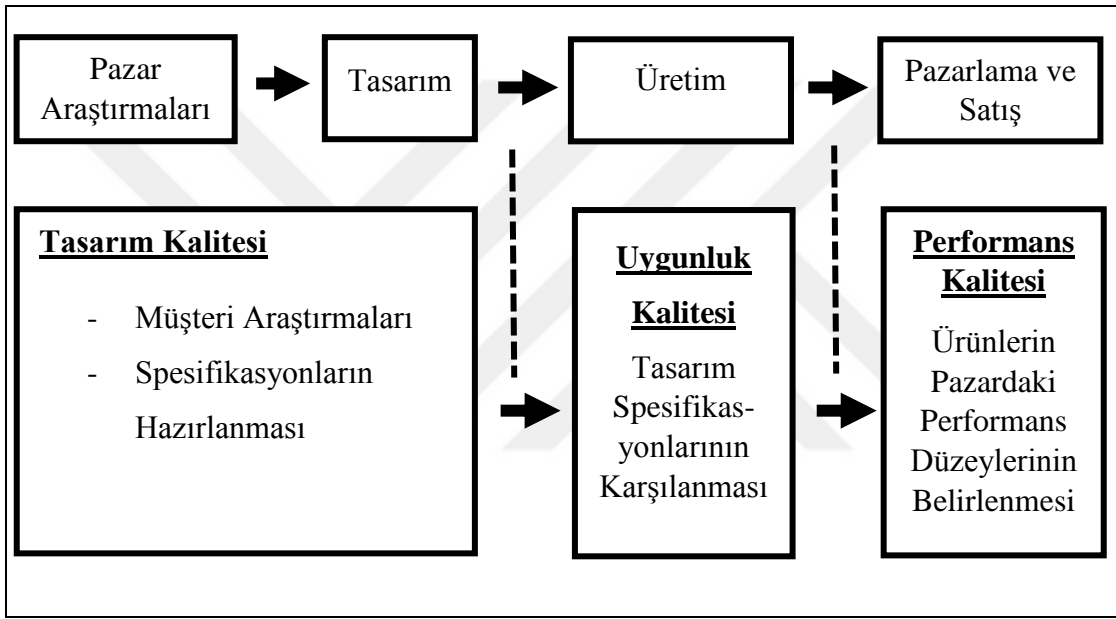 Pazar
Araştırmaları
Tasarım
Üretim
Pazarlama ve
Satış
Tasarım Kalitesi
- Müşteri Araştırmaları
- Spesifikasyonların
Hazırlanması
Uygunluk
Kalitesi
Tasarım
Spesifikas-
yonlarının
Karşılanması
Performans
Kalitesi
Ürünlerin
Pazardaki
Performans
Düzeylerinin
Belirlenmesi